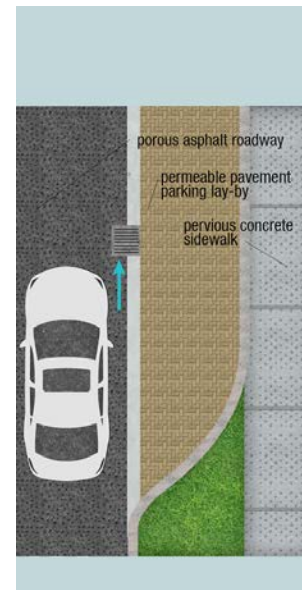 porous asphalt roadway
permeable pavement
parking lay-by
pervious concrete
sidewalk